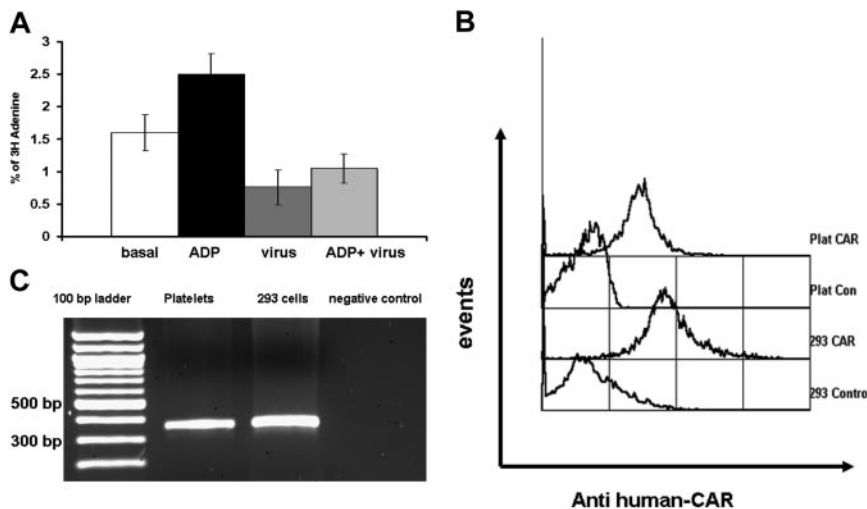 A
3
2.5
2
1.5
1
0.5
0
% of 3H Adenine
basal ADP virus ADP+ virus
B
Plat CAR
Plat Con
293 CAR
293 Control
events
Anti human-CAR
C
100 bp ladder Platelets 293 cells negative control
500 bp
300 bp